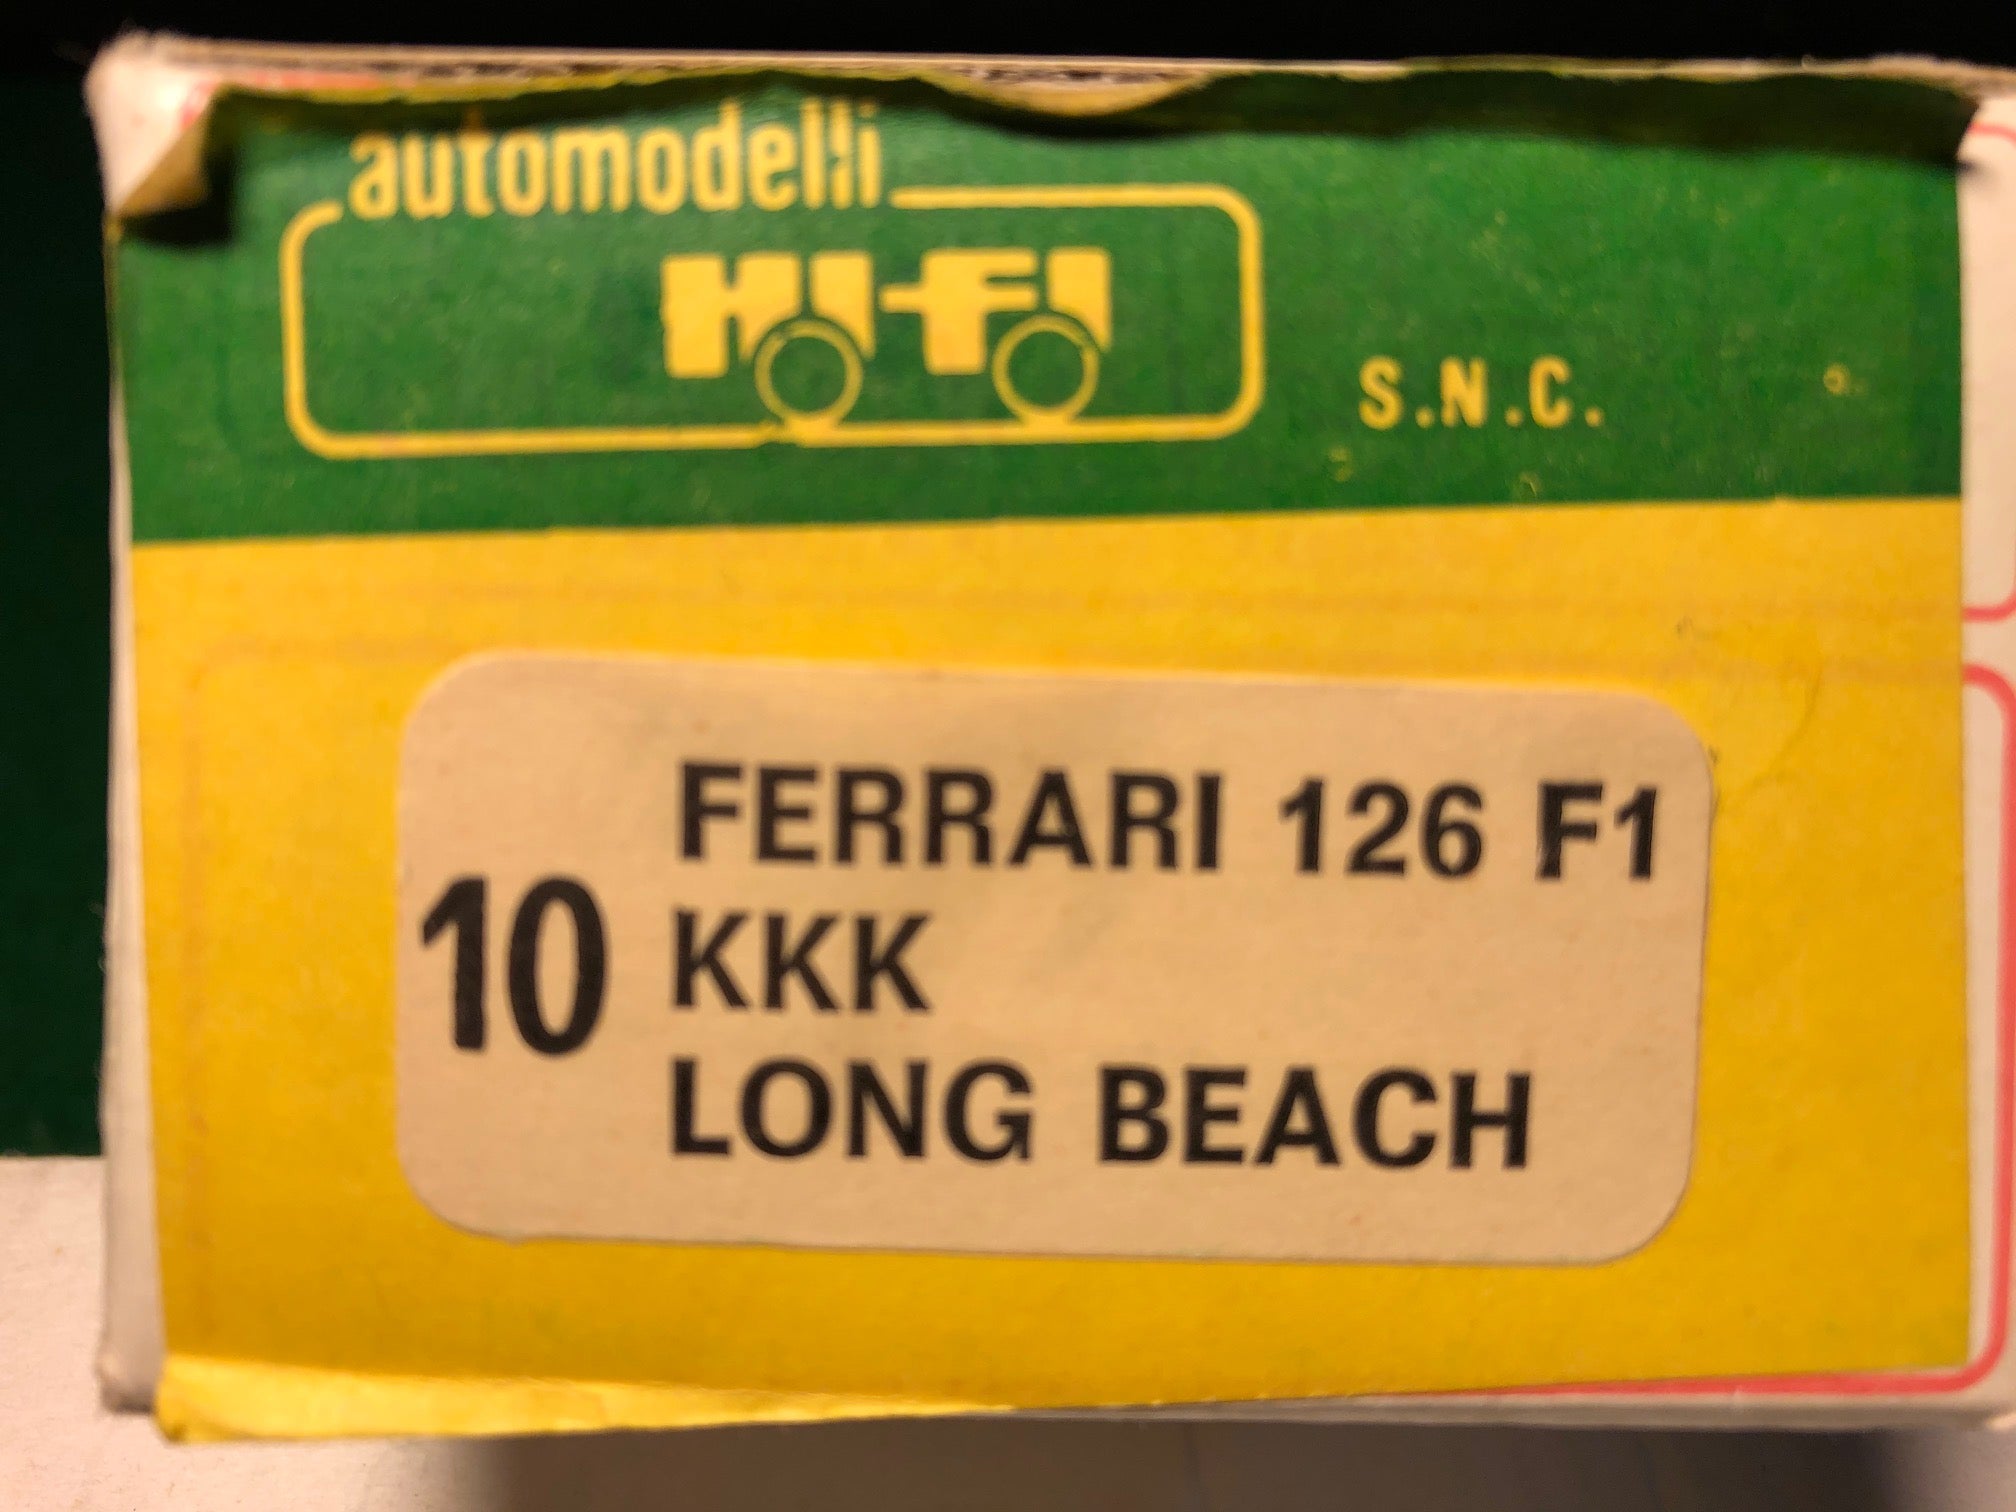 automodelli
HI-FI
S.N.C.
10
FERRARI 126 F1
KKK
LONG BEACH